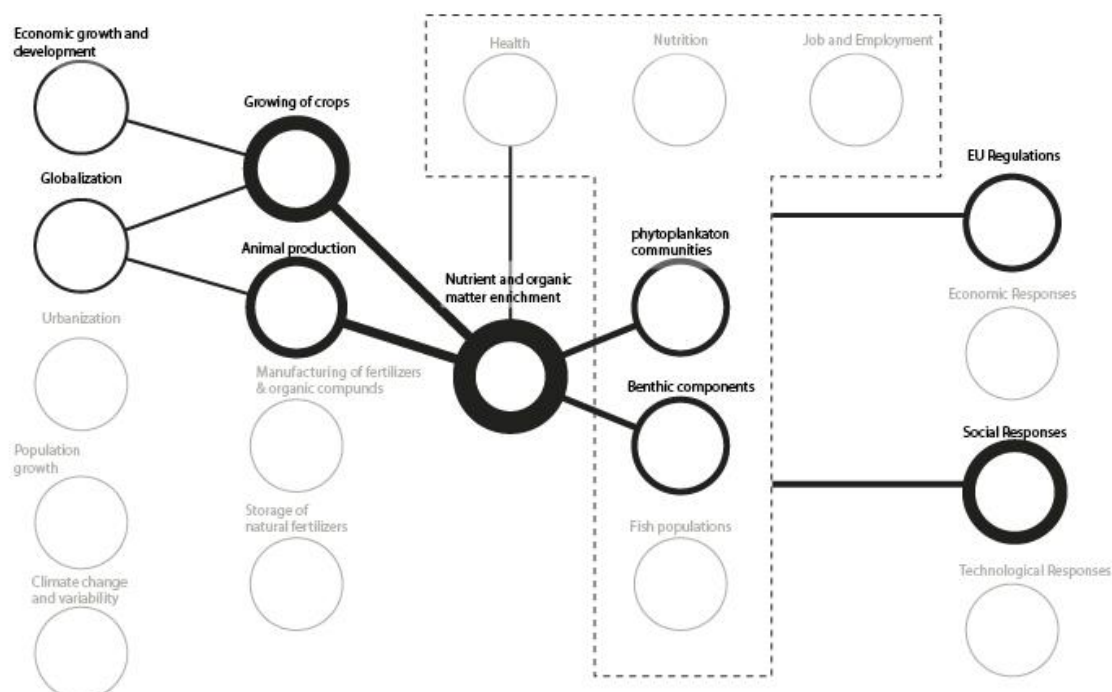 Economic growth and
development
Growing of crops
Health
Nutrition
Job and Employment
Globalization
EU Regulations
Animal production
phytoplankaton
communities
Nutrient and organic
matter enrichment
Urbanization
Economic Responses
Manufacturing of fertilizers
& organic compunds
Benthic components
Population
growth
Social Responses
Storage of
natural fertilizers
Fish populations
Climate change
and variability
Technological Responses